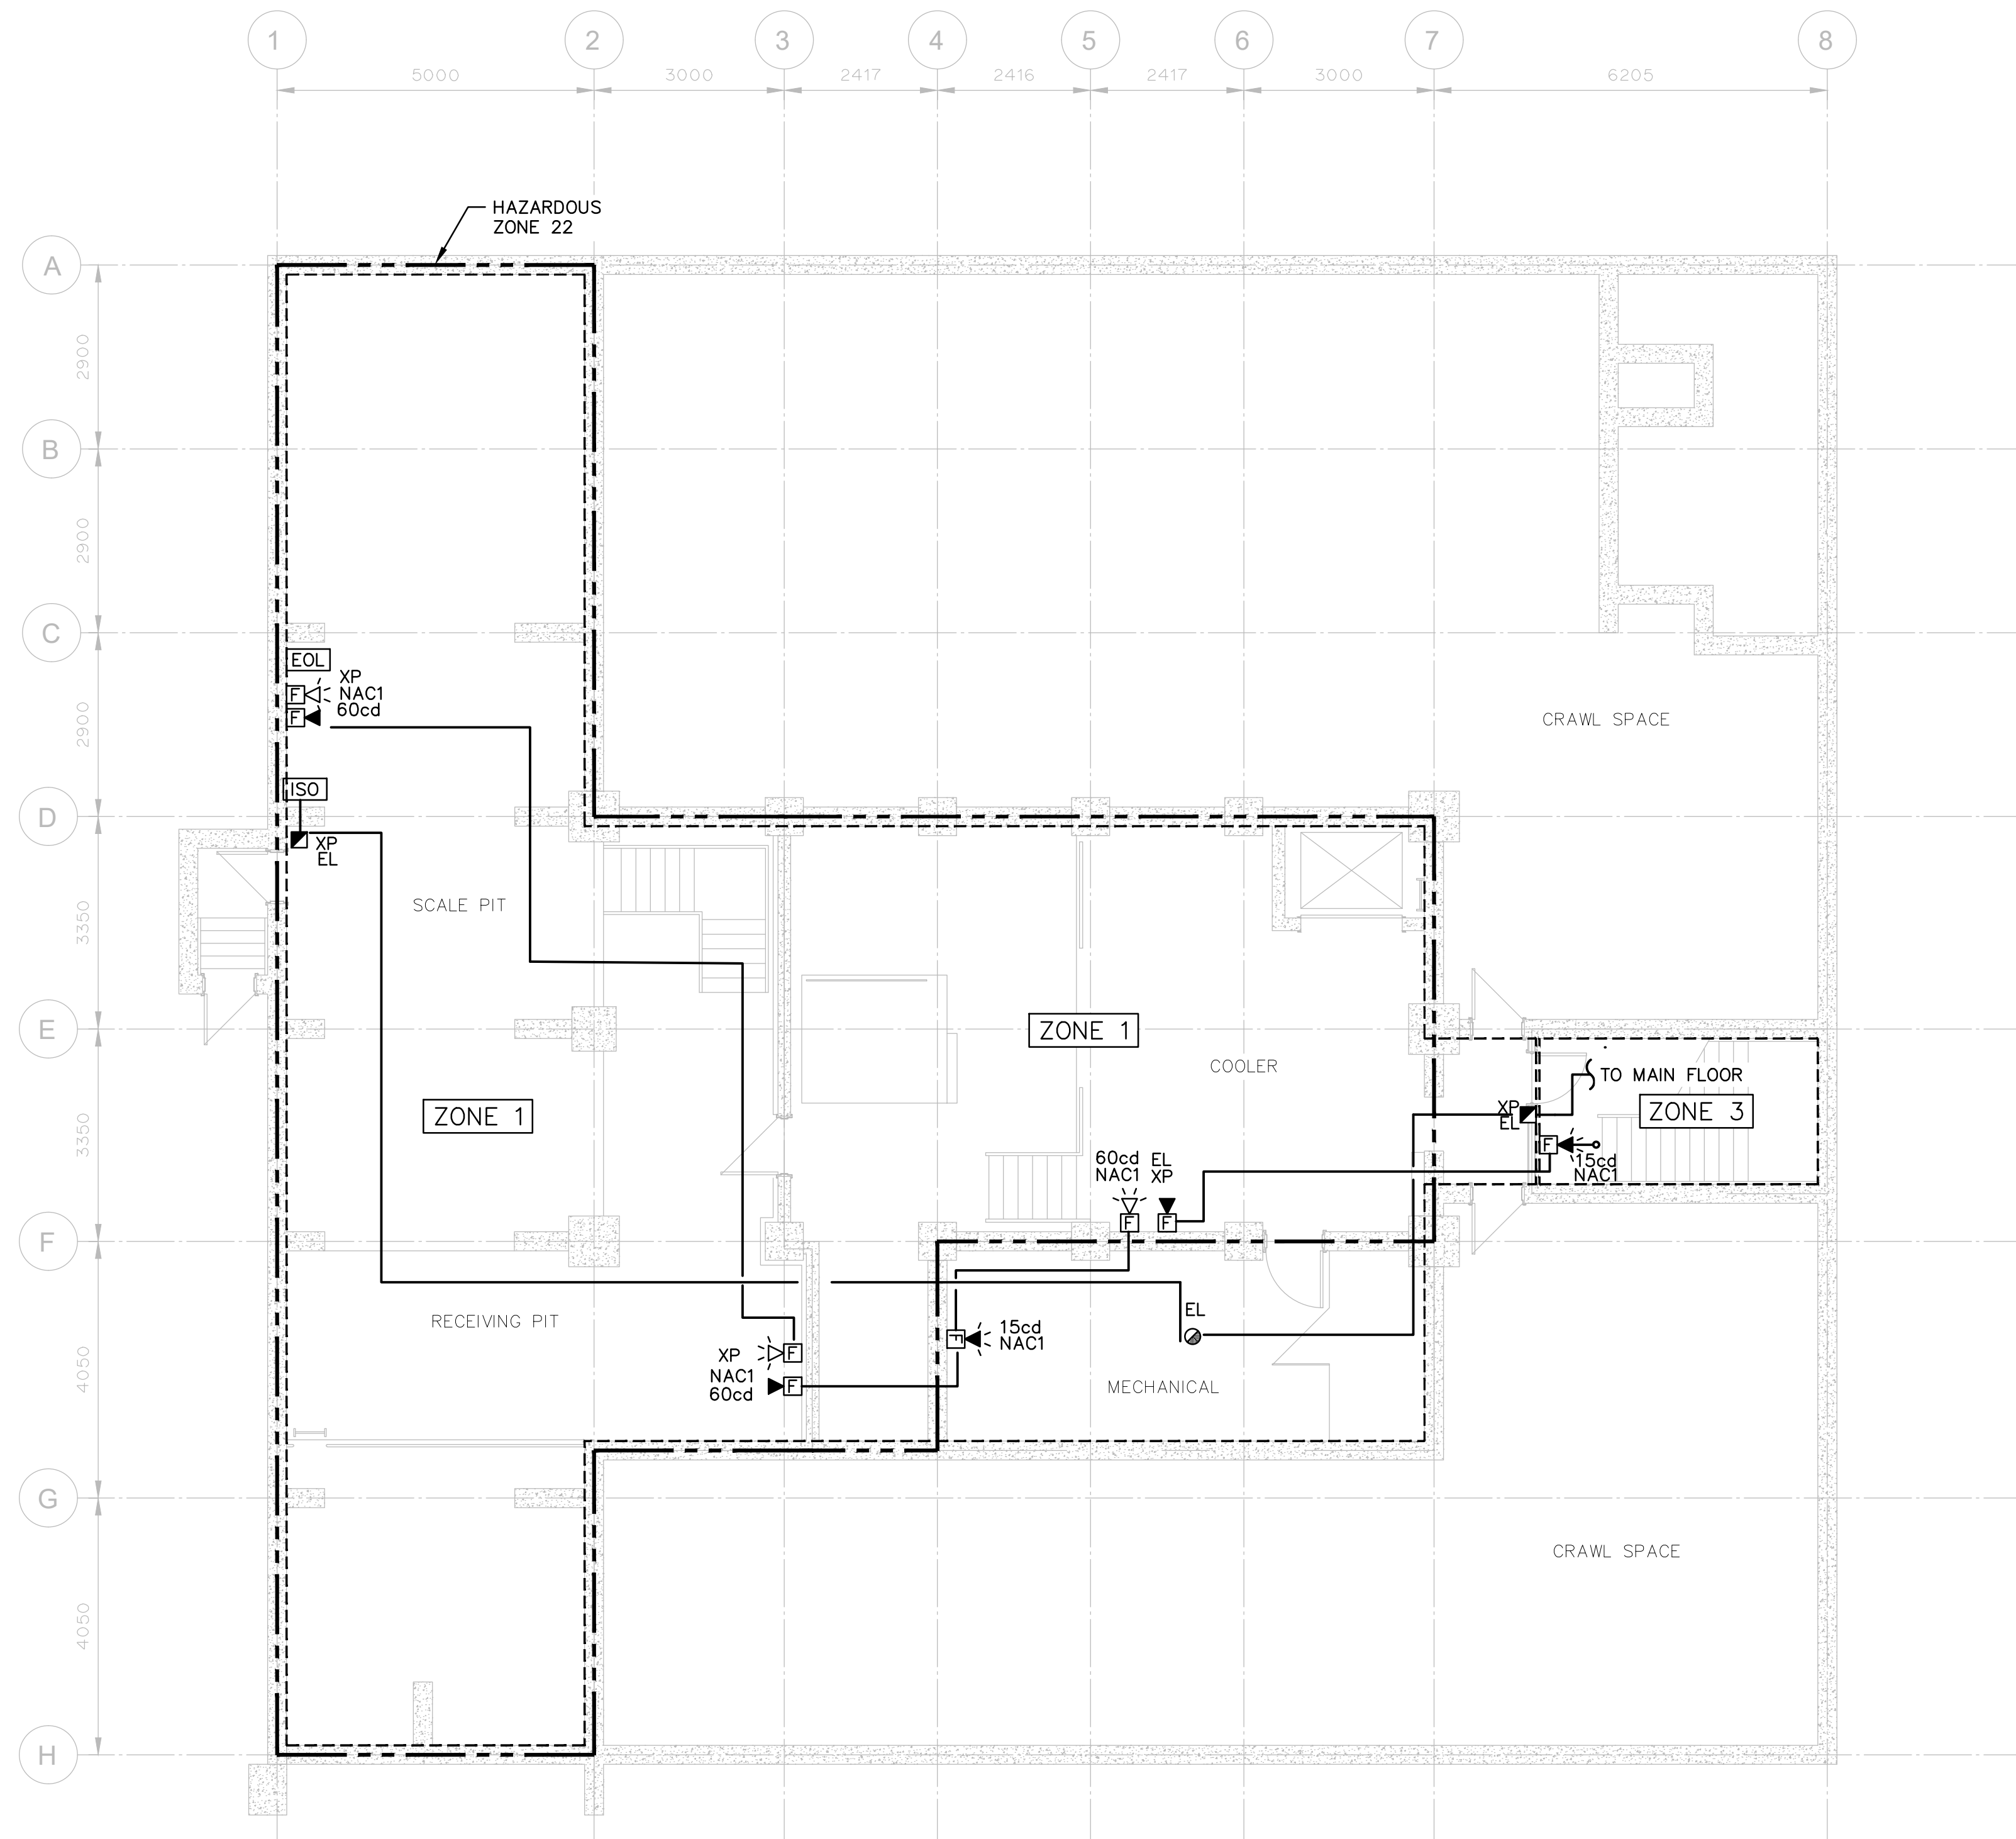 1
2
3
4
5
6
7
8
5000
3000
2417
2416
2417
3000
6205
HAZARDOUS
ZONE 22
A
2900
B
2900
C
2900
D
3350
E
3350
F
4050
G
4050
H
EOL
XP
F
NAC1
F
60cd
CRAWL SPACE
ISO
XP
EL
SCALE PIT
ZONE 1
COOLER
TO MAIN FLOOR
ZONE 1
XP
EL
ZONE 3
F
15cd
NAC1
60cd
NAC1
EL
XP
F
F
RECEIVING PIT
EL
F
15cd
NAC1
XP
F
NAC1
60cd
F
MECHANICAL
CRAWL SPACE